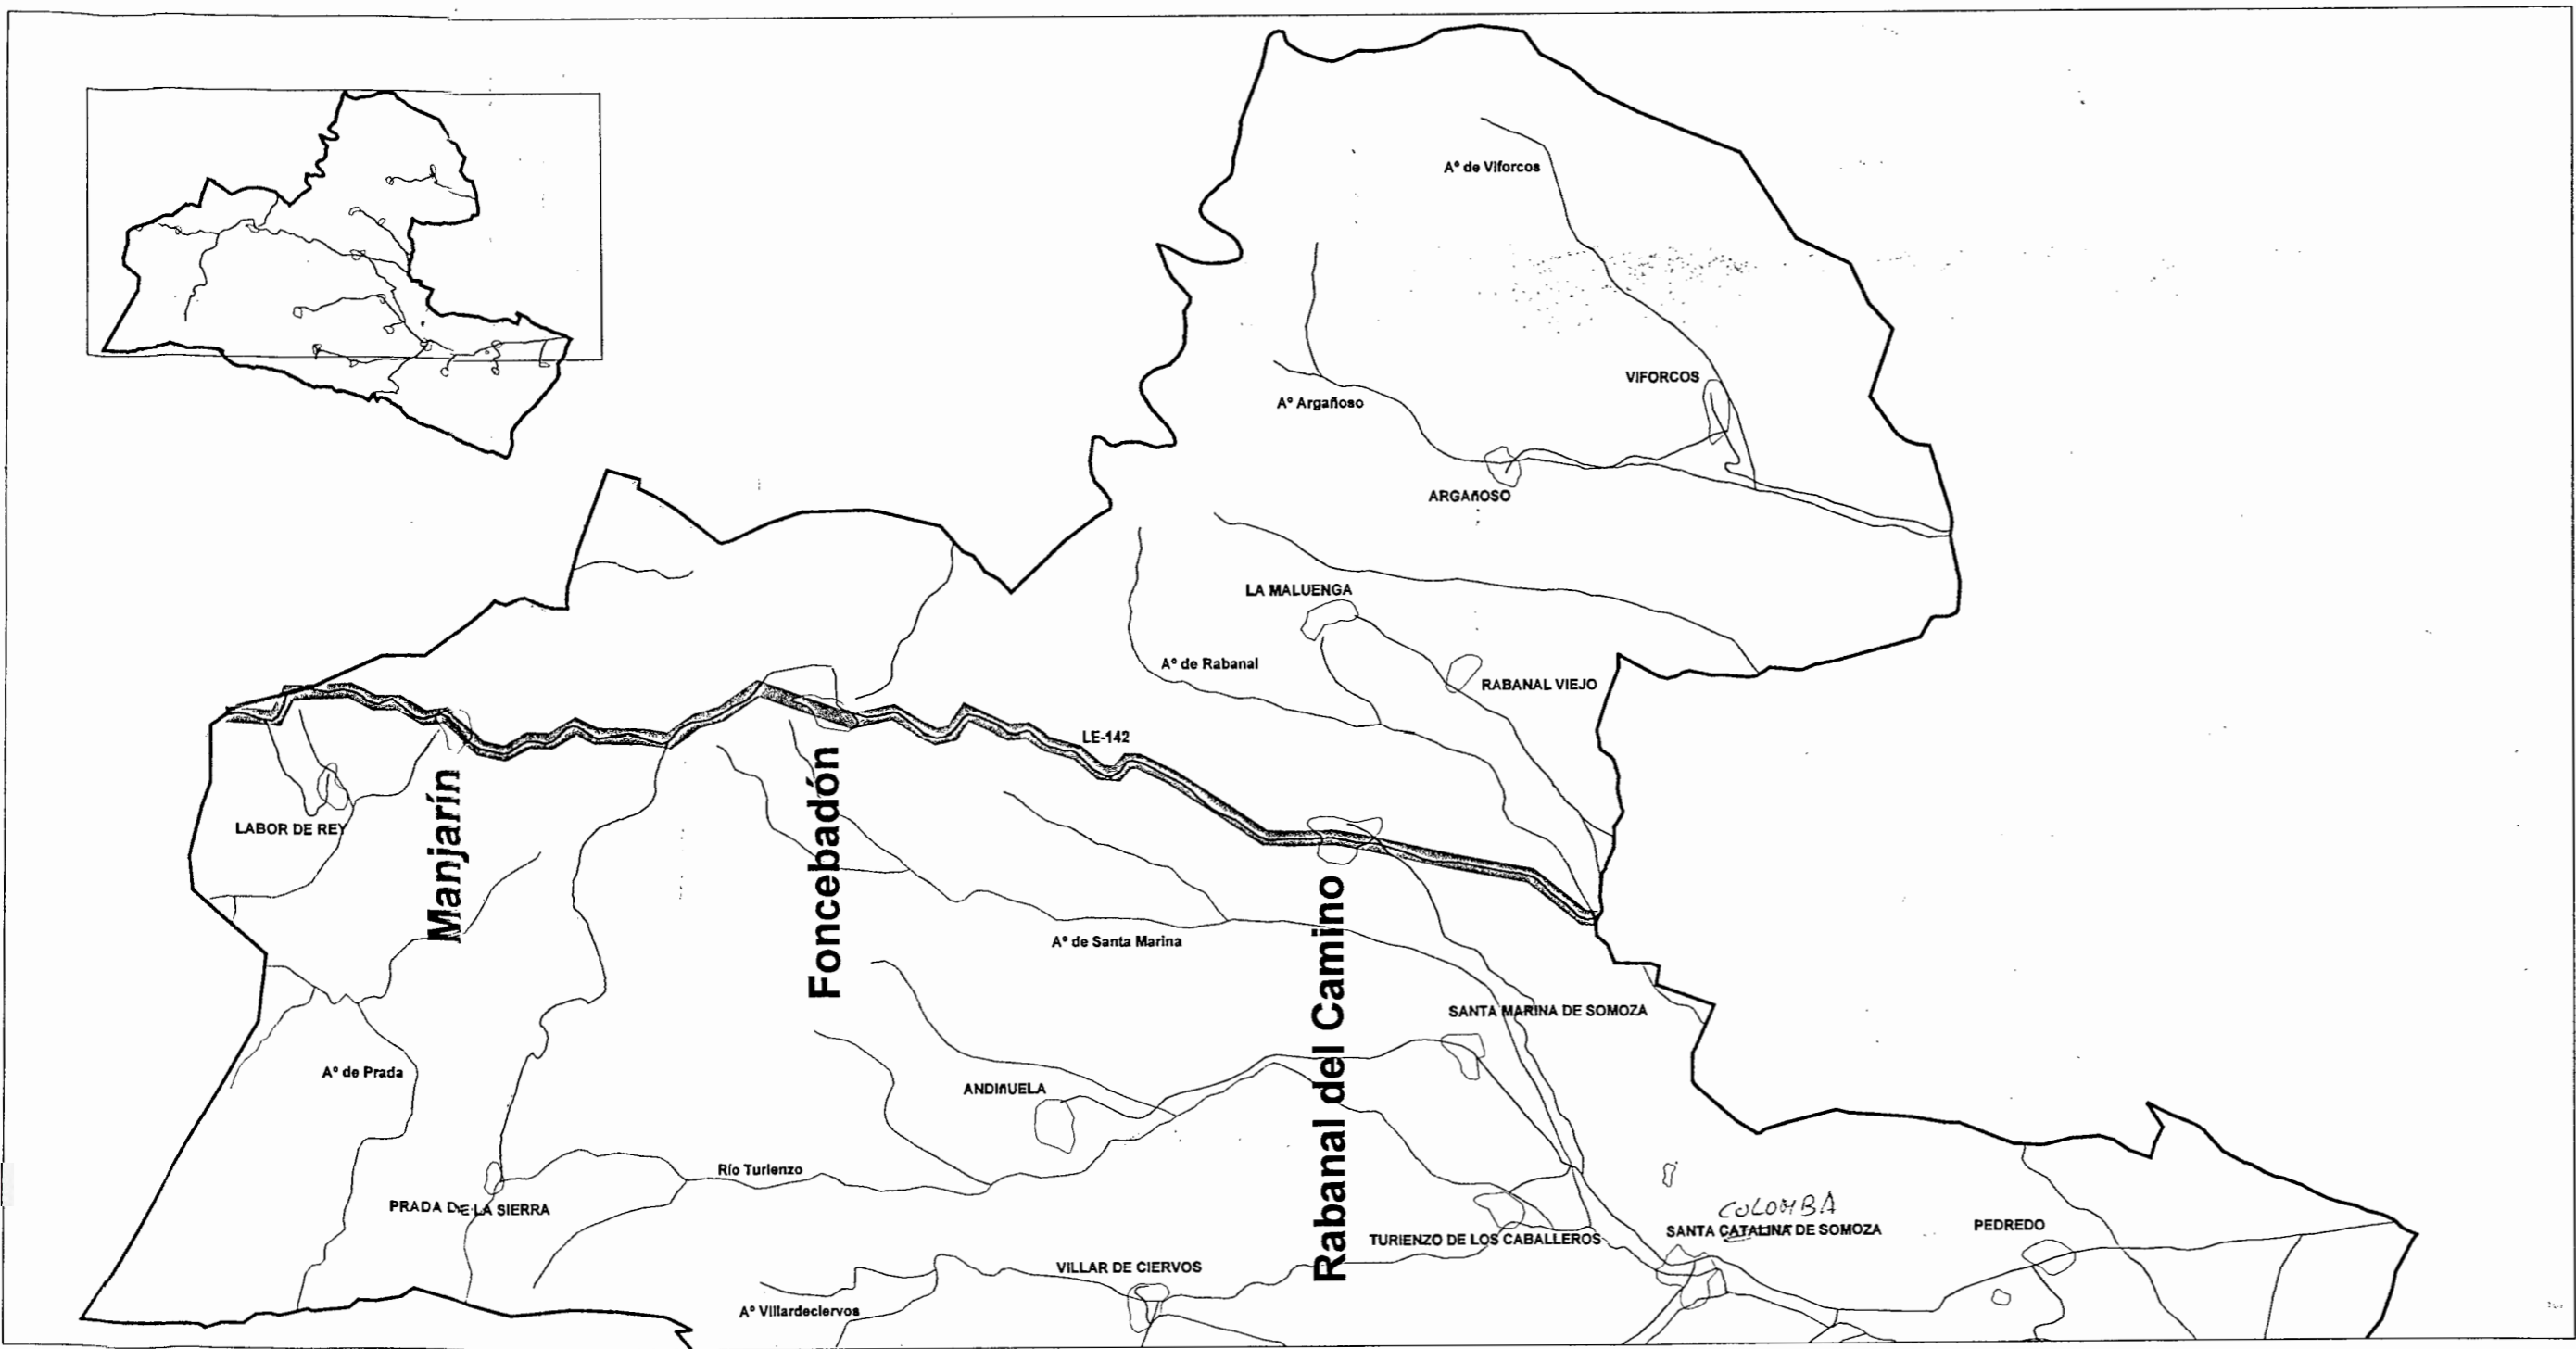 Aº de Viforcos
VIFORCOS
Aº Argañoso
ARGAñOSO
LA MALUENGA
Aº de Rabanal
RABANAL VIEJO
LE-142
LABOR DE REY
Manjarín
Foncebadón
Rabanal del Camino
Aº de Santa Marina
SANTA MARINA DE SOMOZA
Aº de Prada
ANDIñUELA
Río Turienzo
PRADA DE LA SIERRA
COLOMBA
SANTA CATALINA DE SOMOZA
PEDREDO
TURIENZO DE LOS CABALLEROS
VILLAR DE CIERVOS
Aº Villardeciervos